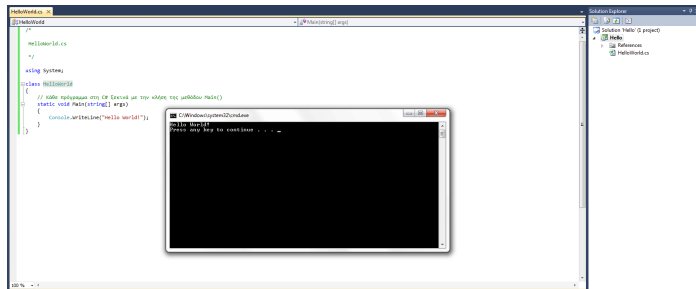 HelloWorld.cs
HelloWorld
Main(string[] args)
/*
HelloWorld.cs
*/
using System;
class HelloWorld
{
// Κάθε πρόγραμμα στη C# ξεκινά με την κλήση της μεθόδου Main()
static void Main(string[] args)
{
Console.WriteLine("Hello World!");
}
}
100 %
C:\Windows\system32\cmd.exe
Hello World!
Press any key to continue . . . _
Solution Explorer
Solution 'Hello' (1 project)
Hello
References
HelloWorld.cs